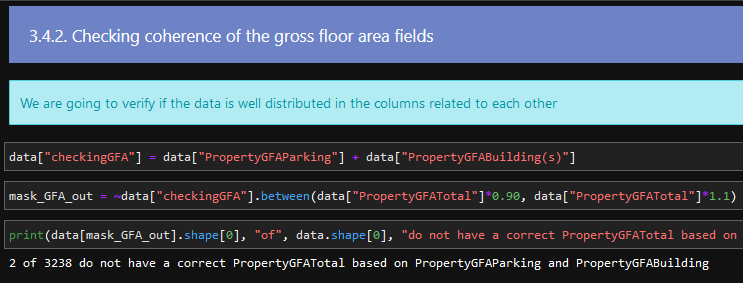 3.4.2. Checking coherence of the gross floor area fields
We are going to verify if the data is well distributed in the columns related to each other
data["checkingGFA"] = data["PropertyGFAParking"] + data["PropertyGFABuilding(s)"]
mask_GFA_out = ~data["checkingGFA"].between(data["PropertyGFATotal"]*0.90, data["PropertyGFATotal"]*1.1)
print(data[mask_GFA_out].shape[0], "of", data.shape[0], "do not have a correct PropertyGFATotal based on
2 of 3238 do not have a correct PropertyGFATotal based on PropertyGFAParking and PropertyGFABuilding